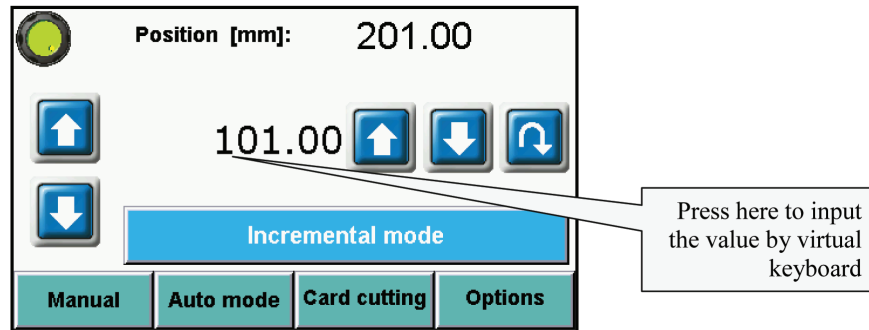 Position [mm]: 201.00
101.00
Incremental mode
Press here to input
the value by virtual
keyboard
Manual Auto mode Card cutting Options